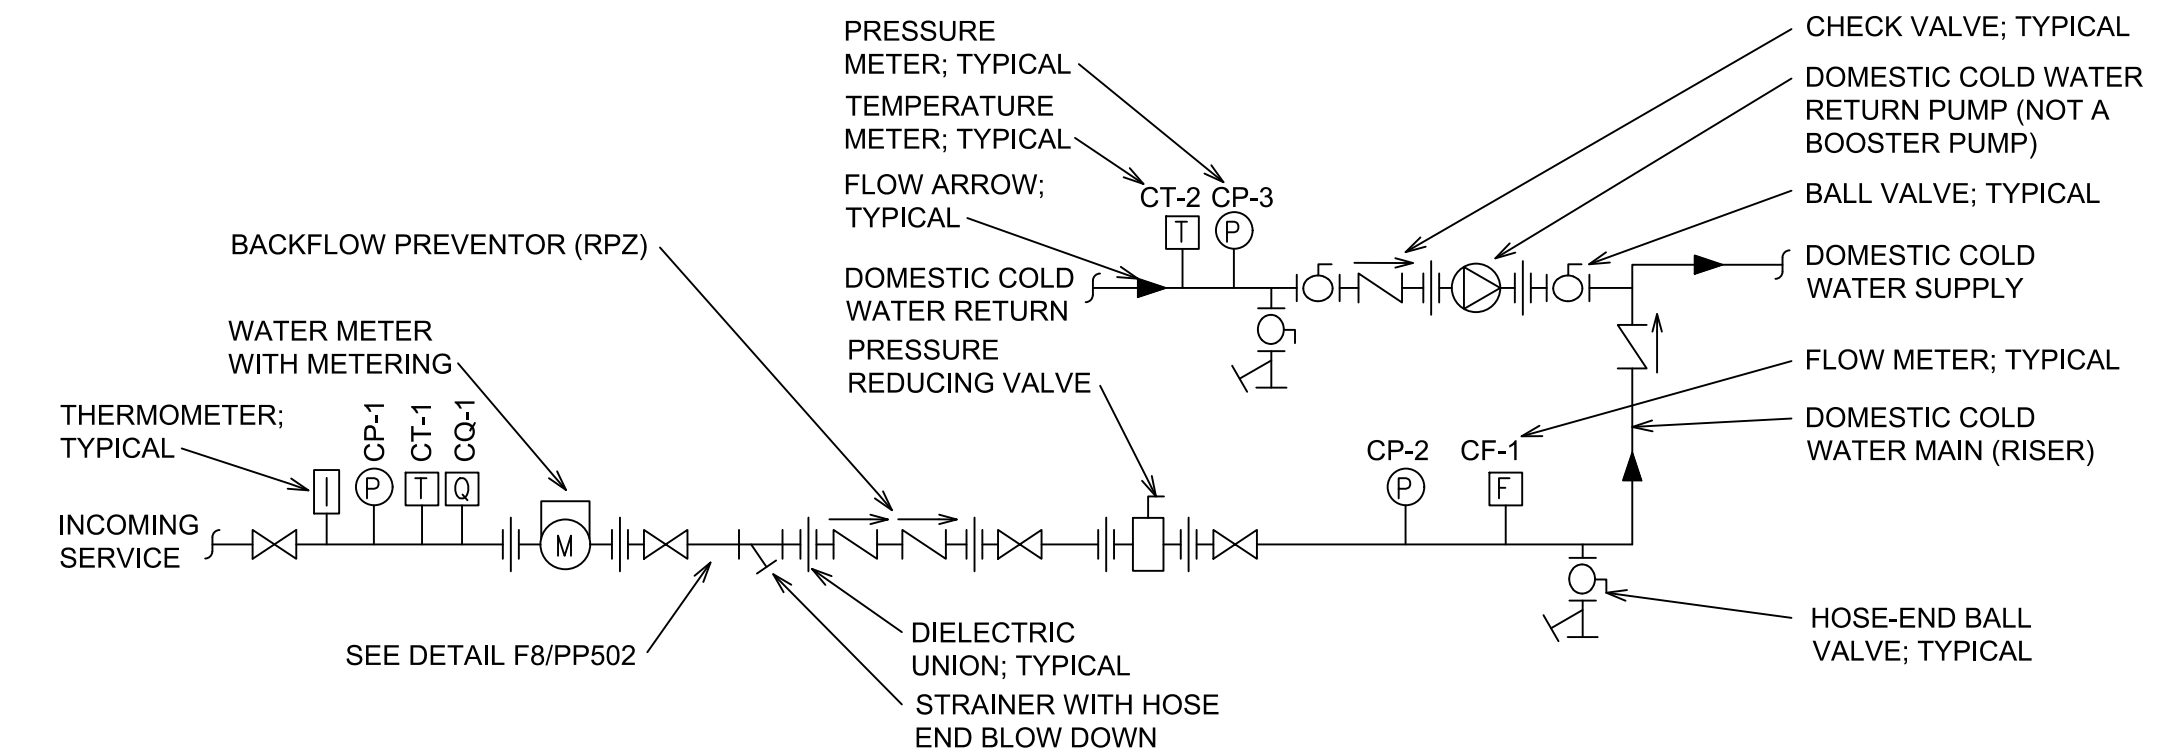 PRESSURE
METER; TYPICAL
TEMPERATURE
METER; TYPICAL
FLOW ARROW;
TYPICAL
CT-2
CP-3
T
P
DOMESTIC COLD
WATER RETURN
CHECK VALVE; TYPICAL
DOMESTIC COLD WATER
RETURN PUMP (NOT A
BOOSTER PUMP)
BALL VALVE; TYPICAL
DOMESTIC COLD
WATER SUPPLY
BACKFLOW PREVENTOR (RPZ)
WATER METER
WITH METERING
PRESSURE
REDUCING VALVE
FLOW METER; TYPICAL
DOMESTIC COLD
WATER MAIN (RISER)
THERMOMETER;
TYPICAL
CP-1
CT-1
CQ-1
I
P
T
Q
CP-2
CF-1
P
F
INCOMING
SERVICE
M
SEE DETAIL F8/PP502
DIELECTRIC
UNION; TYPICAL
STRAINER WITH HOSE
END BLOW DOWN
HOSE-END BALL
VALVE; TYPICAL